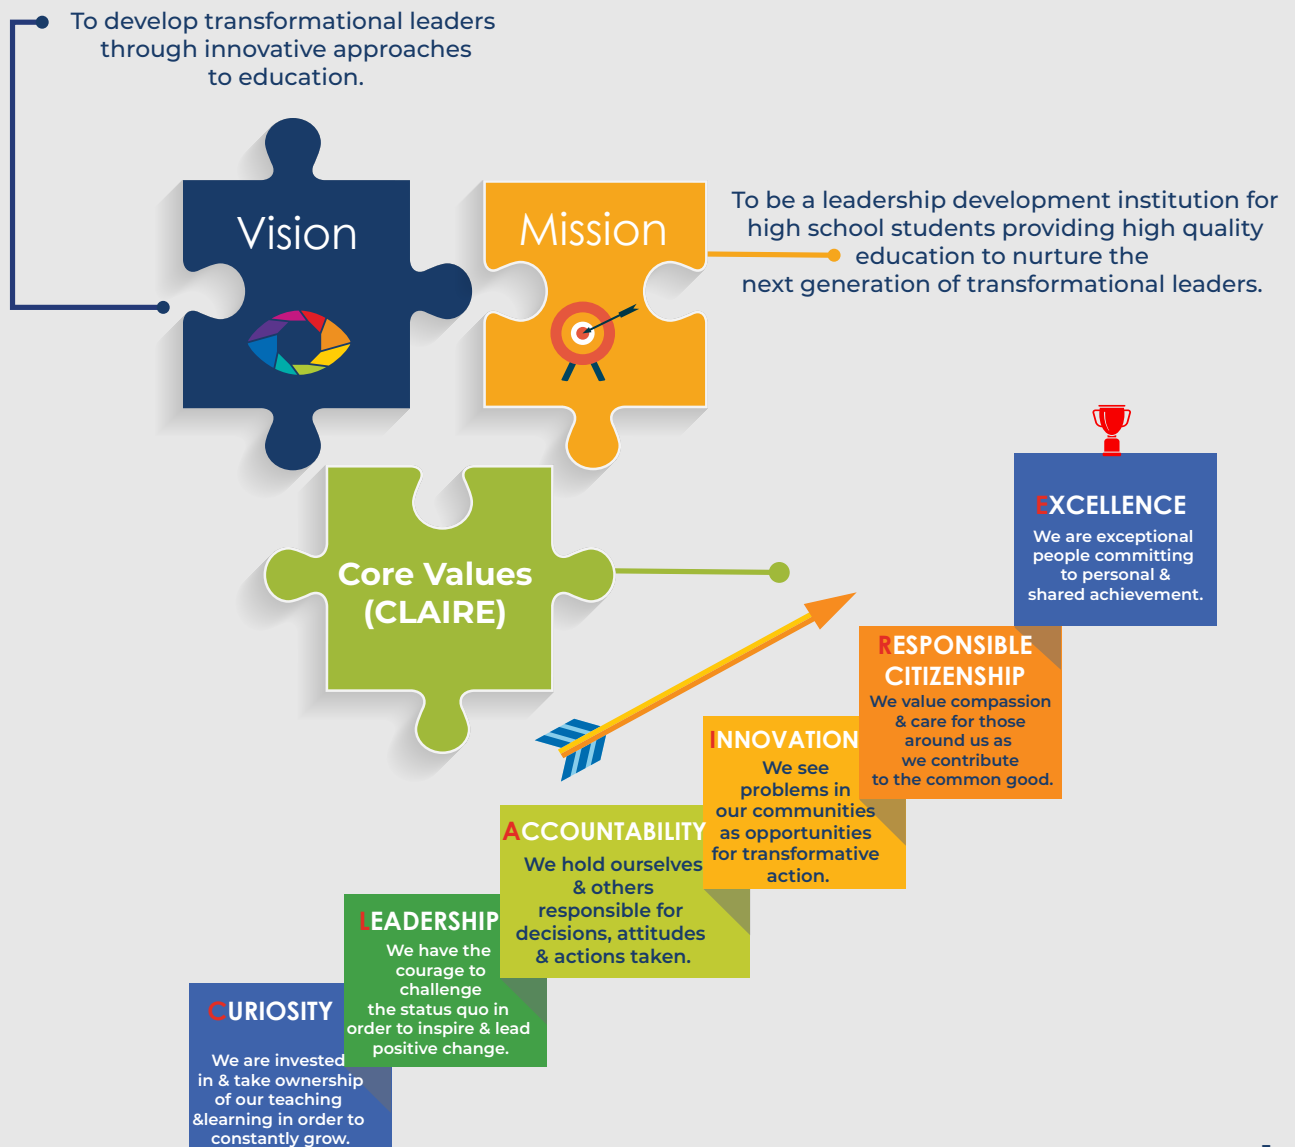 To develop transformational leaders
through innovative approaches
to education.
Vision
Mission
To be a leadership development institution for
high school students providing high quality
education to nurture the
next generation of transformational leaders.
Core Values
(CLAIRE)
EXCELLENCE
We are exceptional
people committing
to personal &
shared achievement.
RESPONSIBLE
CITIZENSHIP
We value compassion
& care for those
around us as
we contribute
to the common good.
INNOVATION
We see
problems in
our communities
as opportunities
for transformative
action.
ACCOUNTABILITY
We hold ourselves
& others
responsible for
decisions, attitudes
& actions taken.
LEADERSHIP
We have the
courage to
challenge
the status quo in
order to inspire & lead
positive change.
CURIOSITY
We are invested
in & take ownership
of our teaching
&learning in order to
constantly grow.